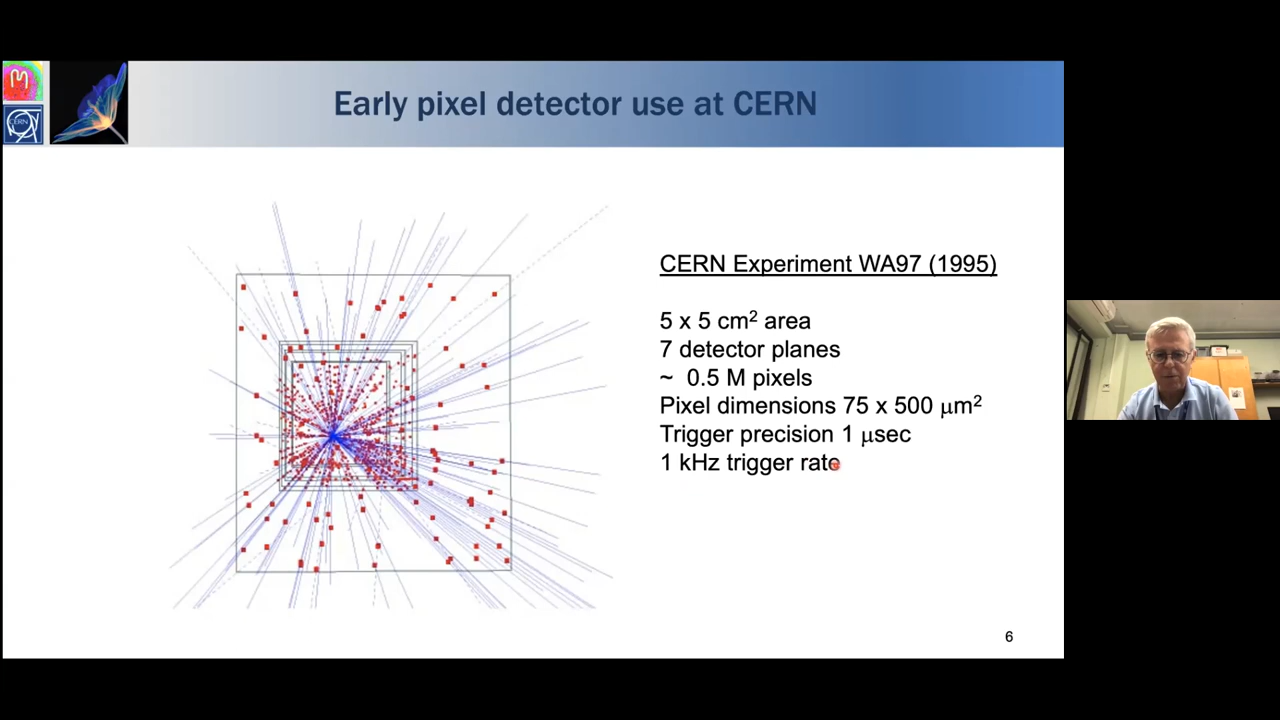 M
CERN
Early pixel detector use at CERN
CERN Experiment WA97 (1995)
5 x 5 cm² area
7 detector planes
~ 0.5 M pixels
Pixel dimensions 75 x 500 μm²
Trigger precision 1 μsec
1 kHz trigger rate
6